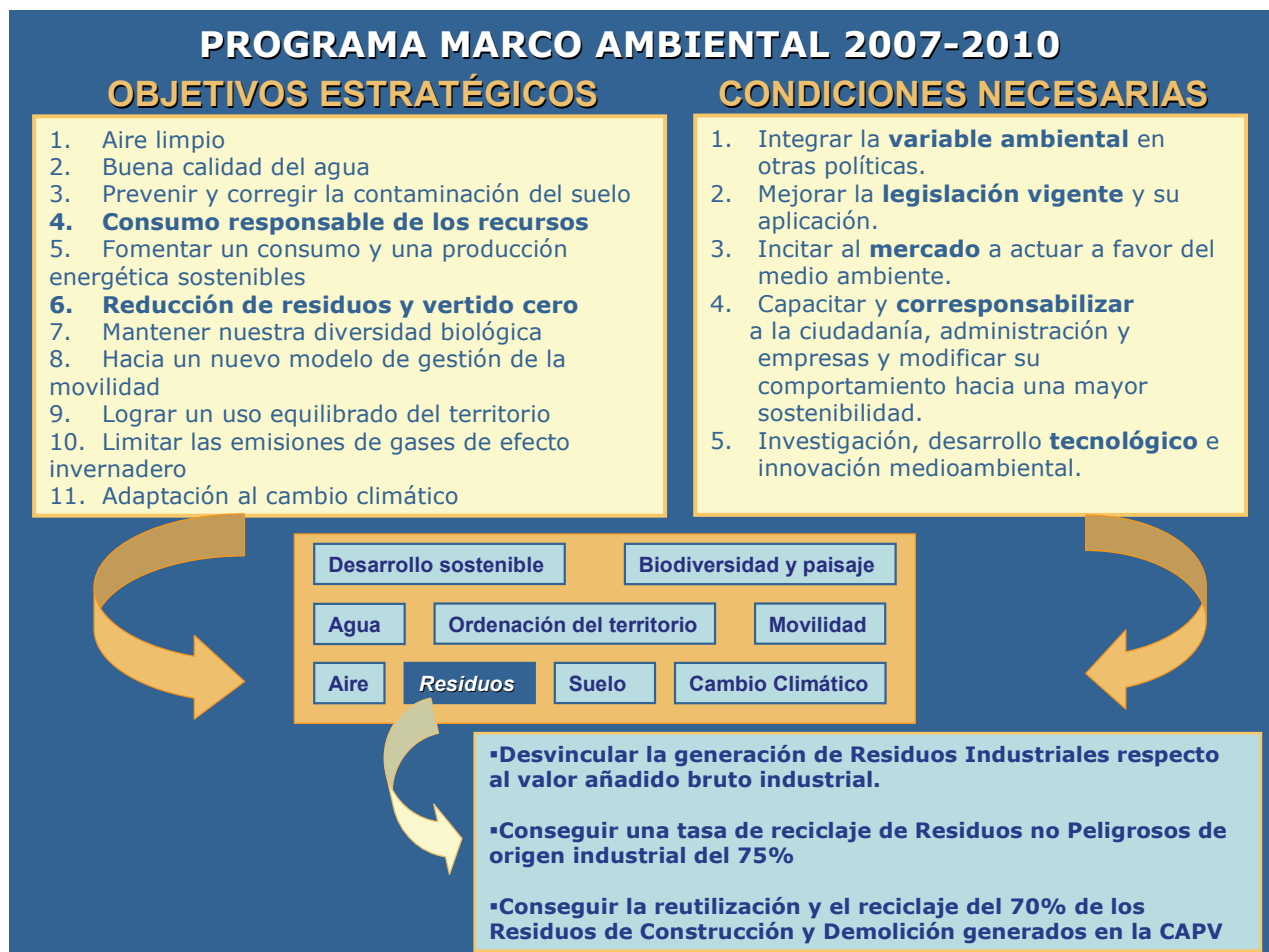 PROGRAMA MARCO AMBIENTAL 2007-2010
OBJETIVOS ESTRATÉGICOS
1. Aire limpio
2. Buena calidad del agua
3. Prevenir y corregir la contaminación del suelo
4. Consumo responsable de los recursos
5. Fomentar un consumo y una producción
energética sostenibles
6. Reducción de residuos y vertido cero
7. Mantener nuestra diversidad biológica
8. Hacia un nuevo modelo de gestión de la
movilidad
9. Lograr un uso equilibrado del territorio
10. Limitar las emisiones de gases de efecto
invernadero
11. Adaptación al cambio climático
CONDICIONES NECESARIAS
1. Integrar la variable ambiental en
otras políticas.
2. Mejorar la legislación vigente y su
aplicación.
3. Incitar al mercado a actuar a favor del
medio ambiente.
4. Capacitar y corresponsabilizar
a la ciudadanía, administración y
empresas y modificar su
comportamiento hacia una mayor
sostenibilidad.
5. Investigación, desarrollo tecnológico e
innovación medioambiental.
Desarrollo sostenible
Biodiversidad y paisaje
Agua
Ordenación del territorio
Movilidad
Aire
Residuos
Suelo
Cambio Climático
▪Desvincular la generación de Residuos Industriales respecto
al valor añadido bruto industrial.
▪Conseguir una tasa de reciclaje de Residuos no Peligrosos de
origen industrial del 75%
▪Conseguir la reutilización y el reciclaje del 70% de los
Residuos de Construcción y Demolición generados en la CAPV